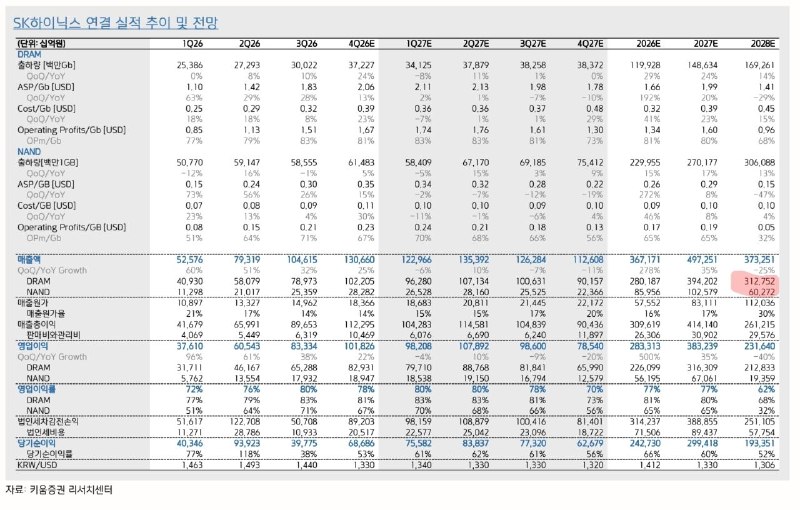 SK하이닉스 연결 실적 추이 및 전망
(단위: 십억원) 1Q26 2Q26 3Q26 4Q26E 1Q27E 2Q27E 3Q27E 4Q27E 2026E 2027E 2028E
DRAM
출하량 [백만Gb] 25,386 27,293 30,022 37,227 34,125 37,879 38,258 38,372 119,928 148,634 169,261
QoQ/YoY 0% 8% 10% 24% -8% 11% 1% 0% 29% 24% 14%
ASP/Gb [USD] 1.10 1.42 1.83 2.06 2.11 2.13 1.98 1.78 1.66 1.99 1.41
QoQ/YoY 63% 29% 28% 13% 2% 1% -7% -10% 192% 20% -29%
Cost/Gb [USD] 0.25 0.29 0.32 0.39 0.36 0.36 0.37 0.48 0.32 0.39 0.45
QoQ/YoY 18% 18% 8% 23% -7% 1% 1% 29% 41% 23% 15%
Operating Profits/Gb [USD] 0.85 1.13 1.51 1.67 1.74 1.76 1.61 1.30 1.34 1.60 0.96
OPm/Gb 77% 79% 83% 81% 83% 83% 81% 73% 81% 80% 68%
NAND
출하량[백만1GB] 50,770 59,147 58,555 61,483 58,409 67,170 69,185 75,412 229,955 270,177 306,088
QoQ/YoY -12% 16% -1% 5% -5% 15% 3% 9% 15% 17% 13%
ASP/GB [USD] 0.15 0.24 0.30 0.35 0.34 0.32 0.28 0.22 0.26 0.29 0.15
QoQ/YoY 73% 56% 26% 15% -2% -7% -12% -19% 272% 8% -47%
Cost/GB [USD] 0.07 0.08 0.09 0.11 0.10 0.10 0.10 0.09 0.09 0.10 0.10
QoQ/YoY 23% 13% 4% 30% -11% -1% -6% 4% 46% 8% 4%
Operating Profits/GB [USD] 0.08 0.15 0.21 0.23 0.24 0.21 0.18 0.13 0.17 0.19 0.05
OPm/Gb 51% 64% 71% 67% 70% 68% 66% 56% 65% 65% 32%
매출액 52,576 79,319 104,615 130,660 122,966 135,392 126,284 112,608 367,171 497,251 373,251
QoQ/YoY Growth 60% 51% 32% 25% -6% 10% -7% -11% 278% 35% -25%
DRAM 40,930 58,079 78,973 102,205 96,280 107,134 100,631 90,157 280,187 394,202 312,752
NAND 11,298 21,017 25,359 28,282 26,528 28,160 25,525 22,366 85,956 102,579 60,272
매출원가 10,897 13,327 14,962 18,366 18,683 20,811 21,445 22,172 57,552 83,111 112,036
매출원가율 21% 17% 14% 14% 15% 15% 17% 20% 16% 17% 30%
매출총이익 41,679 65,991 89,653 112,295 104,283 114,581 104,839 90,436 309,619 414,140 261,215
판매비와관리비 4,069 5,449 6,319 10,469 6,076 6,690 6,240 11,897 26,306 30,902 29,576
영업이익 37,610 60,543 83,334 101,826 98,208 107,892 98,600 78,540 283,313 383,239 231,640
QoQ/YoY Growth 96% 61% 38% 22% -4% 10% -9% -20% 500% 35% -40%
DRAM 31,711 46,167 65,288 82,931 79,710 88,768 81,841 65,990 226,099 316,309 212,833
NAND 5,762 13,554 17,932 18,947 18,538 19,150 16,794 12,579 56,195 67,061 19,359
영업이익률 72% 76% 80% 78% 80% 80% 78% 70% 77% 77% 62%
DRAM 77% 79% 83% 81% 83% 83% 81% 73% 81% 80% 68%
NAND 51% 64% 71% 67% 70% 68% 66% 56% 65% 65% 32%
법인세차감전손익 51,617 122,708 50,708 89,203 98,159 108,879 100,416 81,401 314,237 388,855 251,105
법인세비용 11,271 28,786 10,933 20,517 22,577 25,042 23,096 18,722 71,506 89,437 57,754
당기순이익 40,346 93,923 39,775 68,686 75,582 83,837 77,320 62,679 242,730 299,418 193,351
당기순이익률 77% 118% 38% 53% 61% 62% 61% 56% 66% 60% 52%
KRW/USD 1,463 1,493 1,440 1,330 1,340 1,330 1,330 1,320 1,412 1,330 1,306
자료: 키움증권 리서치센터